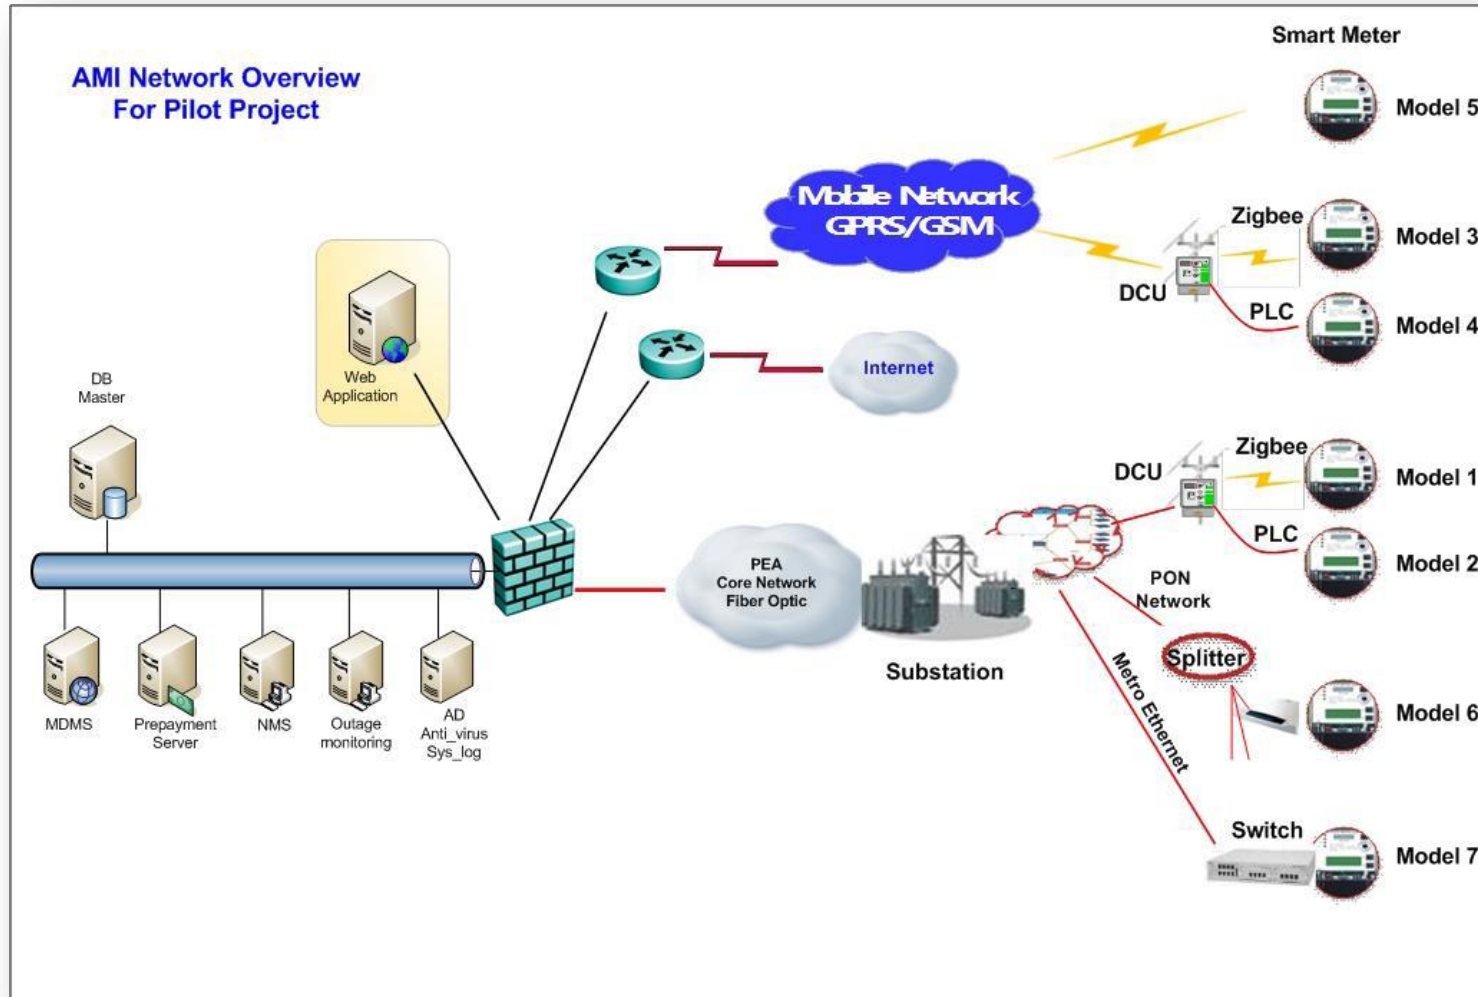 AMI Network Overview
For Pilot Project
Smart Meter
Model 5
Mobile Network
GPRS/GSM
Zigbee
Model 3
DCU
PLC
Model 4
Internet
Web
Application
DB
Master
DCU
Zigbee
Model 1
PLC
Model 2
PEA
Core Network
Fiber Optic
Substation
PON
Network
Splitter
Metro Ethernet
Model 6
MDMS
Prepayment
Server
NMS
Outage
monitoring
AD
Anti_virus
Sys_log
Switch
Model 7